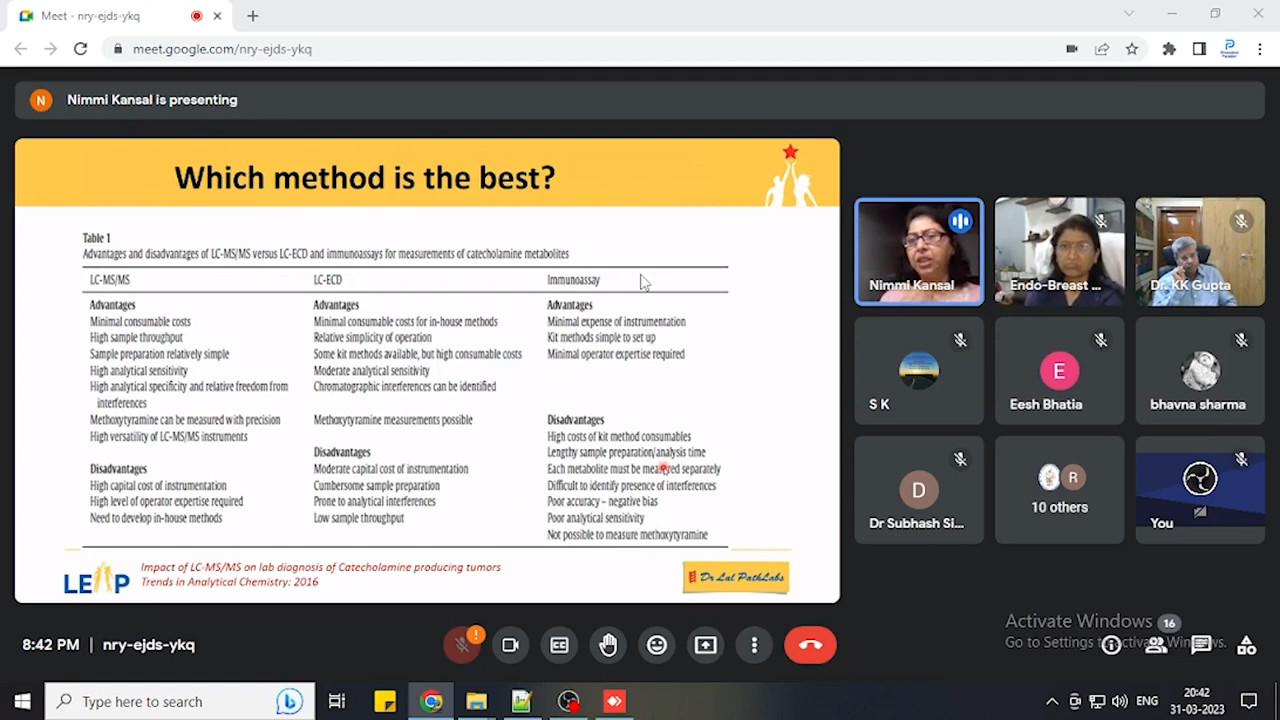 Meet - nry-ejds-ykq
meet.google.com/nry-ejds-ykq
N
Nimmi Kansal is presenting
Which method is the best?
Table 1
Advantages and disadvantages of LC-MS/MS versus LC-ECD and immunoassays for measurements of catecholamine metabolites
LC-MS/MS
Advantages
Minimal consumable costs
High sample throughput
Sample preparation relatively simple
High analytical sensitivity
High analytical specificity and relative freedom from
interferences
Methoxytyramine can be measured with precision
High versatility of LC-MS/MS instruments
Disadvantages
High capital cost of instrumentation
High level of operator expertise required
Need to develop in-house methods
LC-ECD
Advantages
Minimal consumable costs for in-house methods
Relative simplicity of operation
Some kit methods available, but high consumable costs
Moderate analytical sensitivity
Chromatographic interferences can be identified
Methoxytyramine measurements possible
Disadvantages
Moderate capital cost of instrumentation
Cumbersome sample preparation
Prone to analytical interferences
Low sample throughput
Immunoassay
Advantages
Minimal expense of instrumentation
Kit methods simple to set up
Minimal operator expertise required
Disadvantages
High costs of kit method consumables
Lengthy sample preparation/analysis time
Each metabolite must be measured separately
Difficult to identify presence of interferences
Poor accuracy – negative bias
Poor analytical sensitivity
Not possible to measure methoxytyramine
LEAP
Impact of LC-MS/MS on lab diagnosis of Catecholamine producing tumors
Trends in Analytical Chemistry: 2016
Dr Lal PathLabs
Nimmi Kansal
Endo-Breast ...
Dr. KK Gupta
S K
E
Eesh Bhatia
bhavna sharma
D
Dr Subhash Si...
R
10 others
You
Activate Windows
Go to Settings to activate Windows.
16
8:42 PM | nry-ejds-ykq
Type here to search
ENG
20:42
31-03-2023